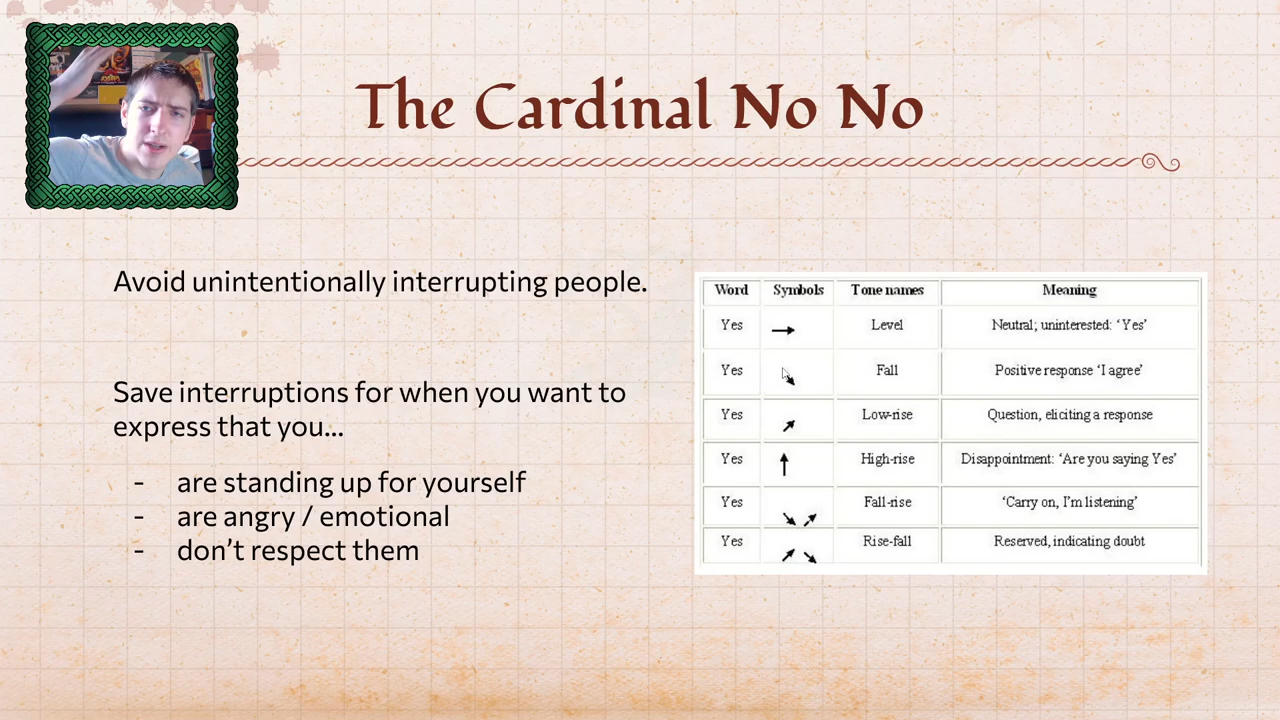 The Cardinal No No
Avoid unintentionally interrupting people.
Save interruptions for when you want to
express that you...
- are standing up for yourself
- are angry / emotional
- don't respect them
Word Symbols Tone names Meaning
Yes → Level Neutral; uninterested: ‘Yes’
Yes ↘ Fall Positive response ‘I agree’
Yes ↗ Low-rise Question, eliciting a response
Yes ↑ High-rise Disappointment: ‘Are you saying Yes’
Yes ↘ ↗ Fall-rise ‘Carry on, I’m listening’
Yes ↗ ↘ Rise-fall Reserved, indicating doubt